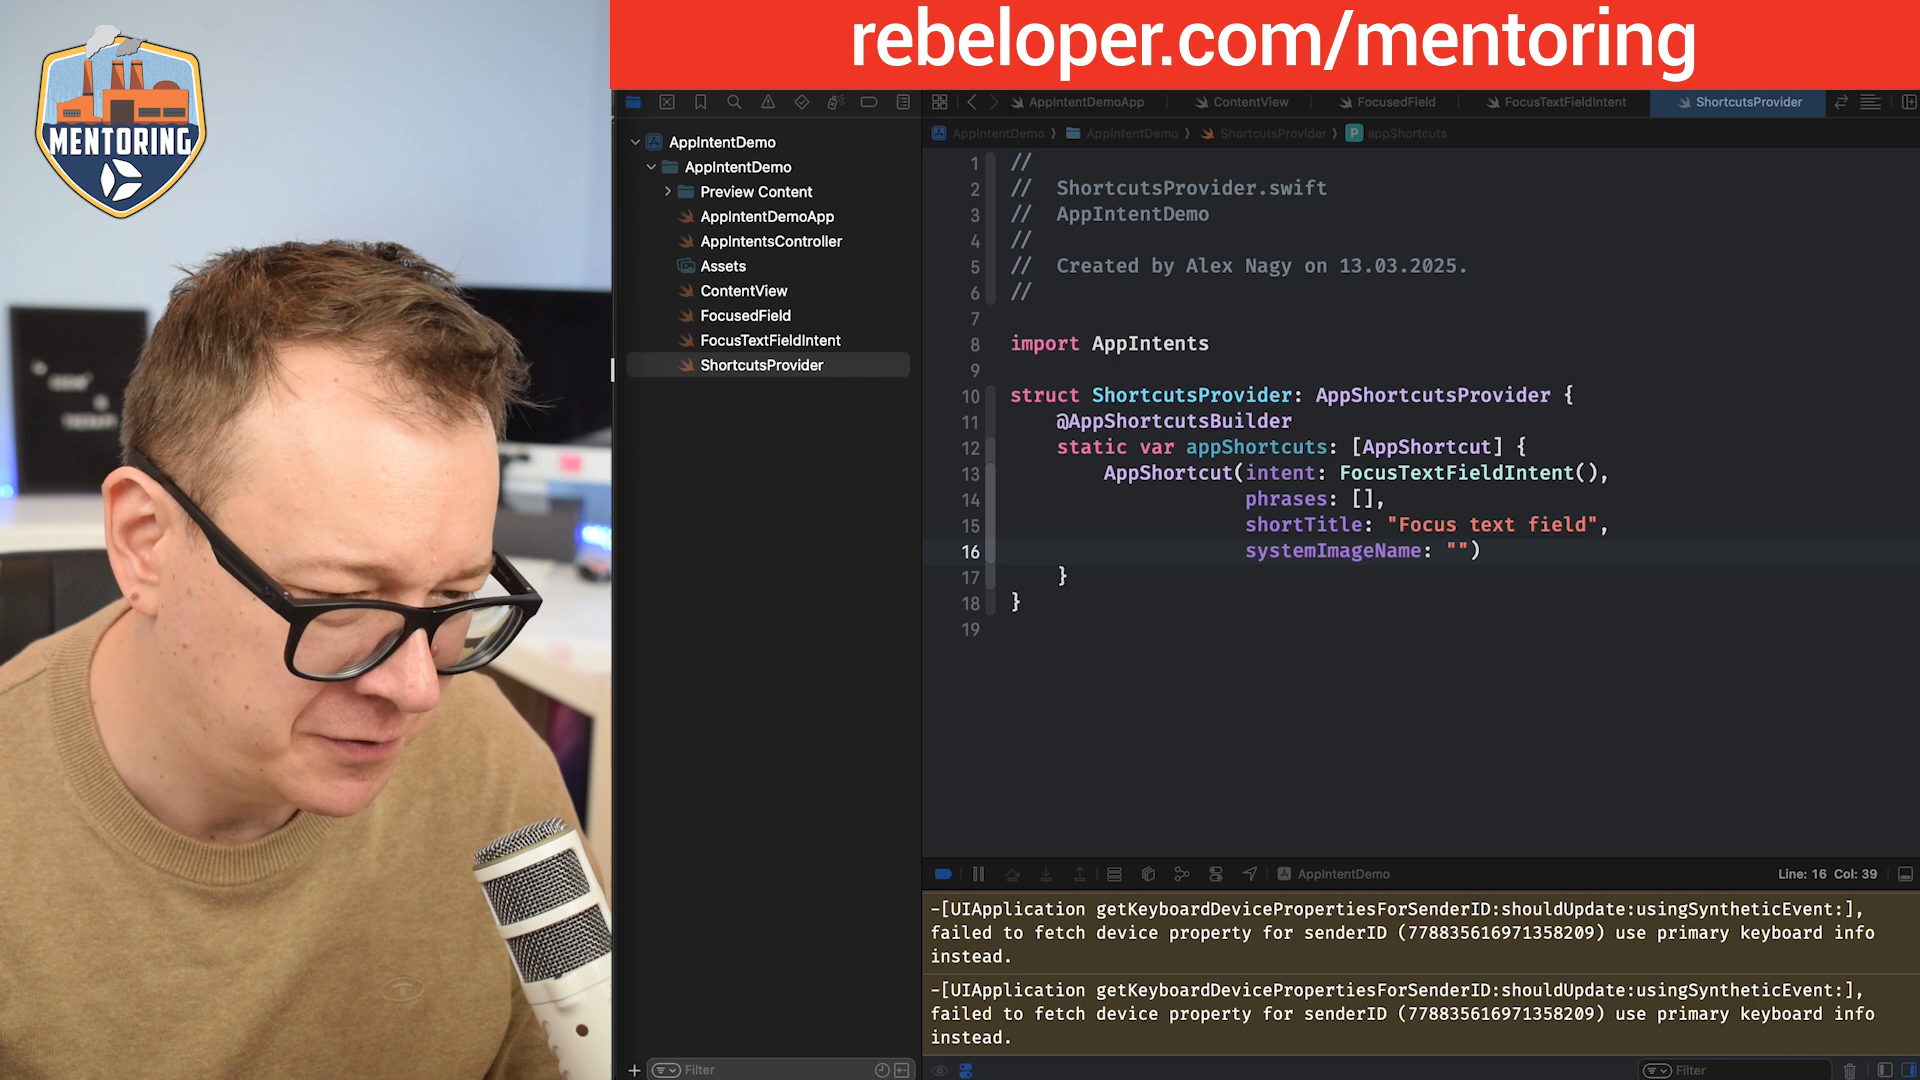 rebeloper.com/mentoring
MENTORING
AppIntentDemoApp
ContentView
FocusedField
FocusTextFieldIntent
ShortcutsProvider
AppIntentDemo
AppIntentDemo
ShortcutsProvider
P
appShortcuts
AppIntentDemo
AppIntentDemo
Preview Content
AppIntentDemoApp
AppIntentsController
Assets
ContentView
FocusedField
FocusTextFieldIntent
ShortcutsProvider
1 //
2 // ShortcutsProvider.swift
3 // AppIntentDemo
4 //
5 // Created by Alex Nagy on 13.03.2025.
6 //
7
8 import AppIntents
9
10 struct ShortcutsProvider: AppShortcutsProvider {
11 @AppShortcutsBuilder
12 static var appShortcuts: [AppShortcut] {
13 AppShortcut(intent: FocusTextFieldIntent(),
14 phrases: [],
15 shortTitle: "Focus text field",
16 systemImageName: "")
17 }
18 }
19
AppIntentDemo
Line: 16 Col: 39
-[UIApplication getKeyboardDevicePropertiesForSenderID:shouldUpdate:usingSyntheticEvent:],
failed to fetch device property for senderID (778835616971358209) use primary keyboard info
instead.
-[UIApplication getKeyboardDevicePropertiesForSenderID:shouldUpdate:usingSyntheticEvent:],
failed to fetch device property for senderID (778835616971358209) use primary keyboard info
instead.
Filter
Filter